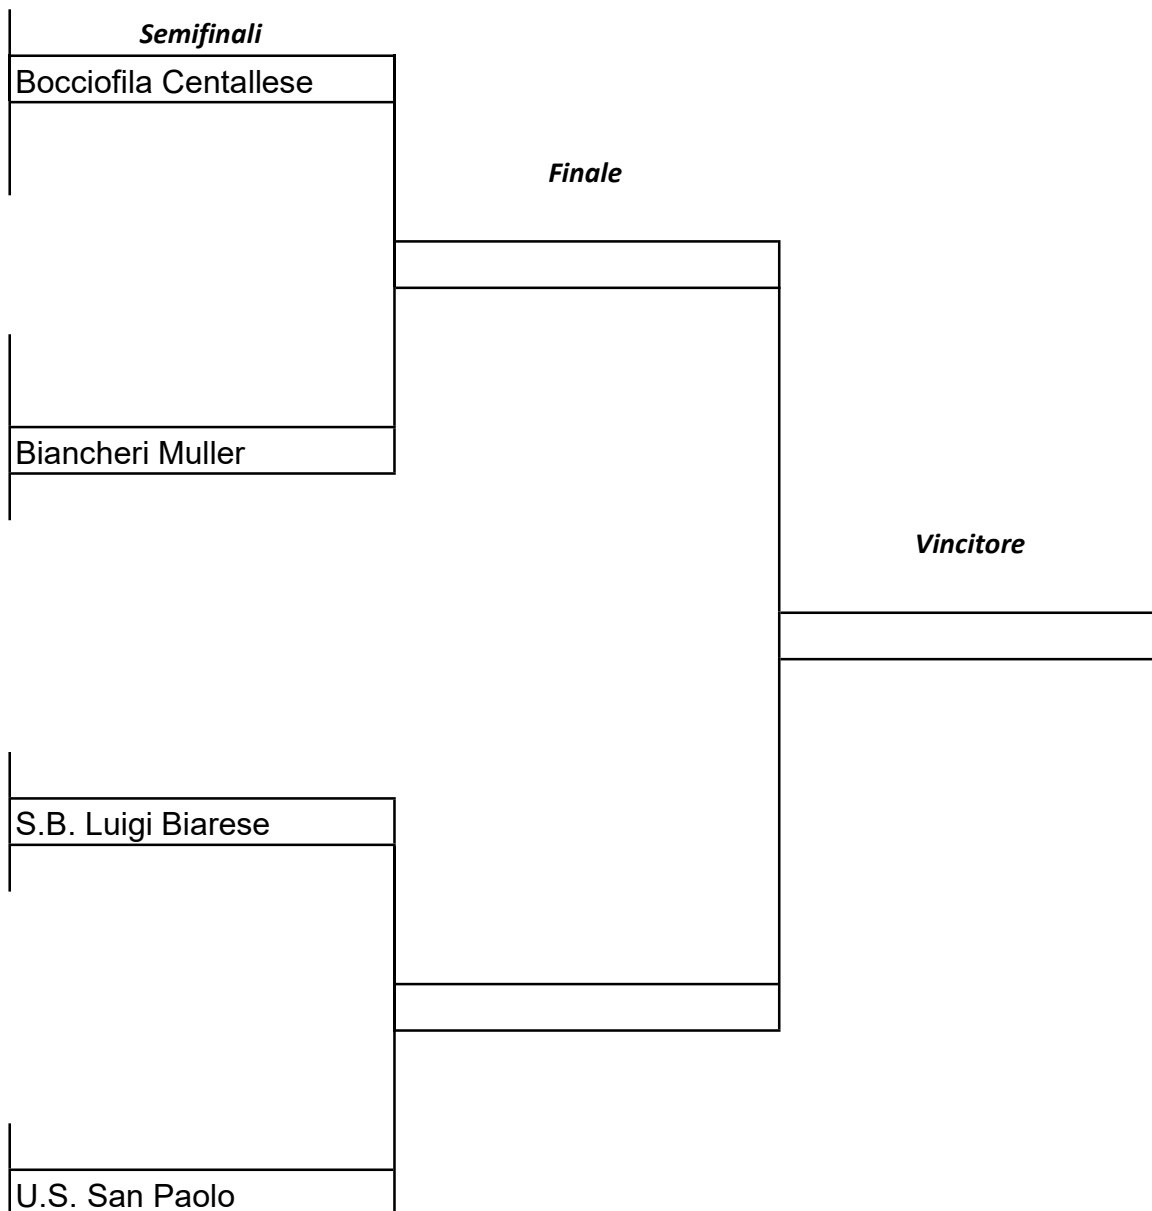 Semifinali
Bocciofila Centallese
Finale
Biancheri Muller
Vincitore
S.B. Luigi Biarese
U.S. San Paolo